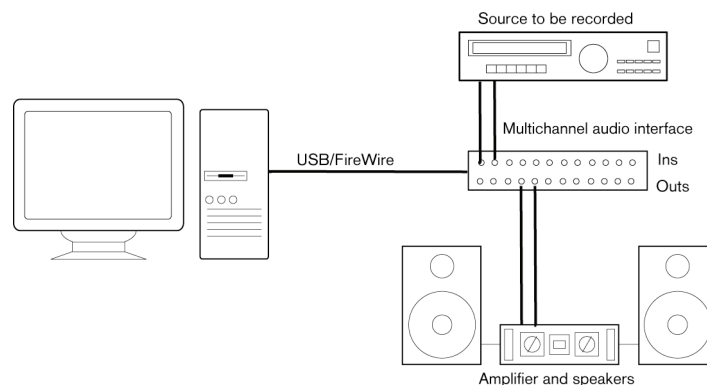 Source to be recorded
Multichannel audio interface
USB/FireWire
Ins
Outs
Amplifier and speakers